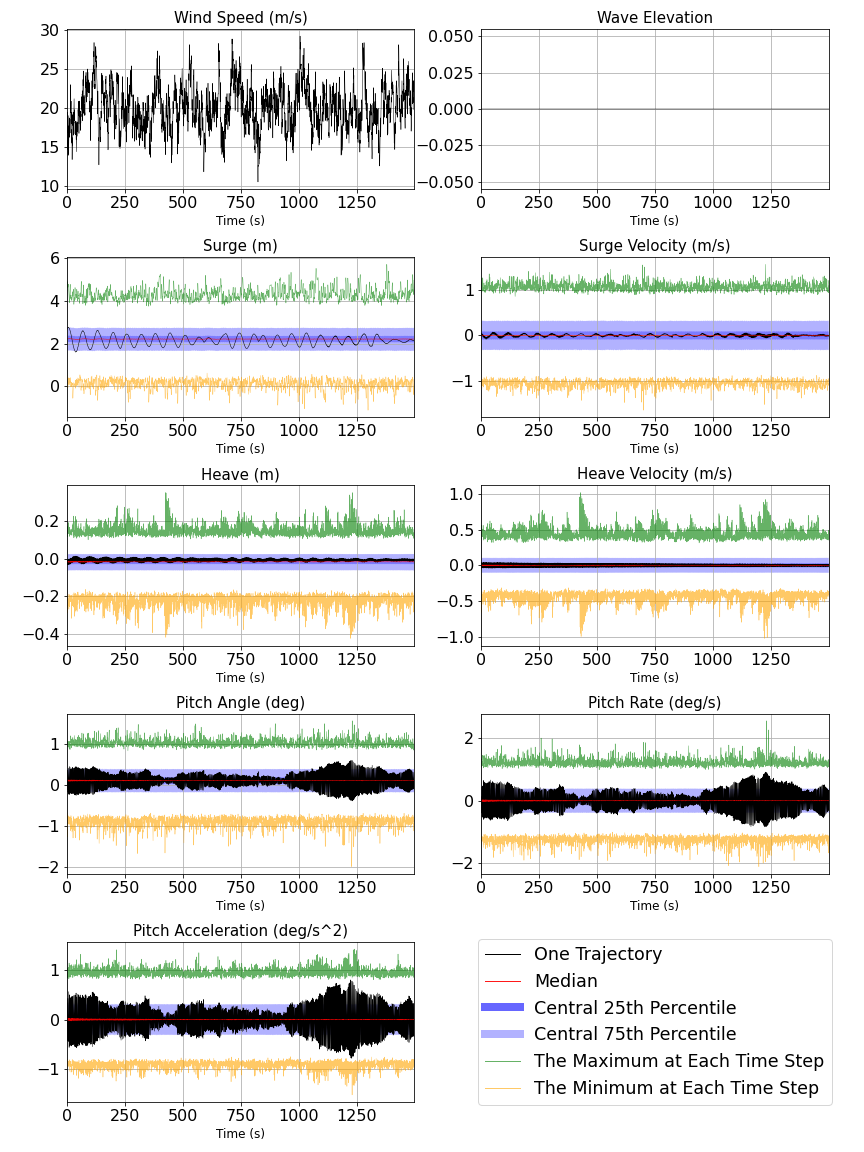 Wind Speed (m/s)
30
25
20
15
10
0 250 500 750 1000 1250
Time (s)
Wave Elevation
0.050
0.025
0.000
−0.025
−0.050
0 250 500 750 1000 1250
Time (s)
Surge (m)
6
4
2
0
0 250 500 750 1000 1250
Time (s)
Surge Velocity (m/s)
1
0
−1
0 250 500 750 1000 1250
Time (s)
Heave (m)
0.2
0.0
−0.2
−0.4
0 250 500 750 1000 1250
Time (s)
Heave Velocity (m/s)
1.0
0.5
0.0
−0.5
−1.0
0 250 500 750 1000 1250
Time (s)
Pitch Angle (deg)
1
0
−1
−2
0 250 500 750 1000 1250
Time (s)
Pitch Rate (deg/s)
2
0
−2
0 250 500 750 1000 1250
Time (s)
Pitch Acceleration (deg/s^2)
1
0
−1
0 250 500 750 1000 1250
Time (s)
One Trajectory
Median
Central 25th Percentile
Central 75th Percentile
The Maximum at Each Time Step
The Minimum at Each Time Step